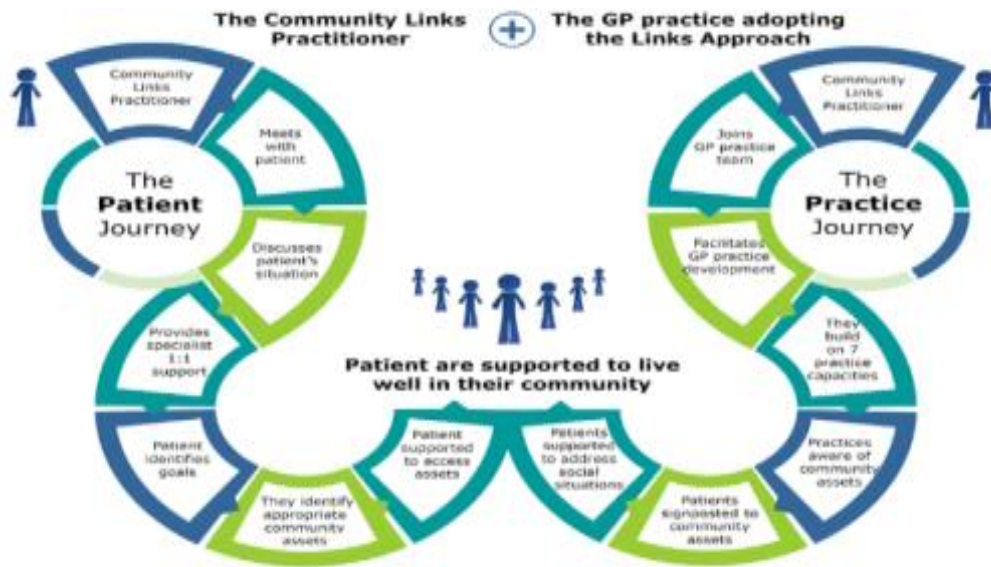 The Community Links
Practitioner
The GP practice adopting
the Links Approach
Community
Links
Practitioner
Meets
with
patient
The
Patient
Journey
Discusses
patient's
situation
Provides
specialist
1:1
support
Patient
identifies
goals
They identify
appropriate
community
assets
Patient
supported
to access
assets
Patient are supported to live
well in their community
Community
Links
Practitioner
Joins
GP practice
team
The
Practice
Journey
Facilitated
GP practice
development
They
build
on 7
practice
capacities
Practices
aware of
community
assets
Patients
signposted to
community
assets
Patients
supported
to address
social
situations